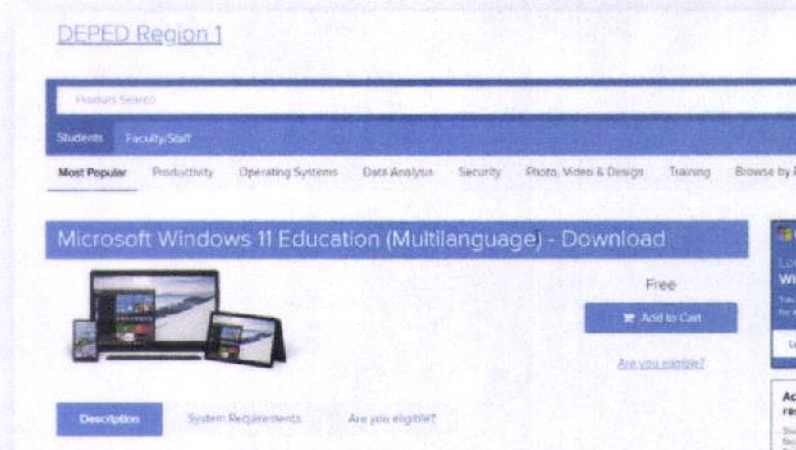 DEPED Region 1
Product Search
Students Faculty/Staff
Most Popular Productivity Operating Systems Data Analysis Security Photo, Video & Design Training Browse by
Microsoft Windows 11 Education (Multilanguage) - Download
Free
Add to Cart
Are you eligible?
Description System Requirements Are you eligible?